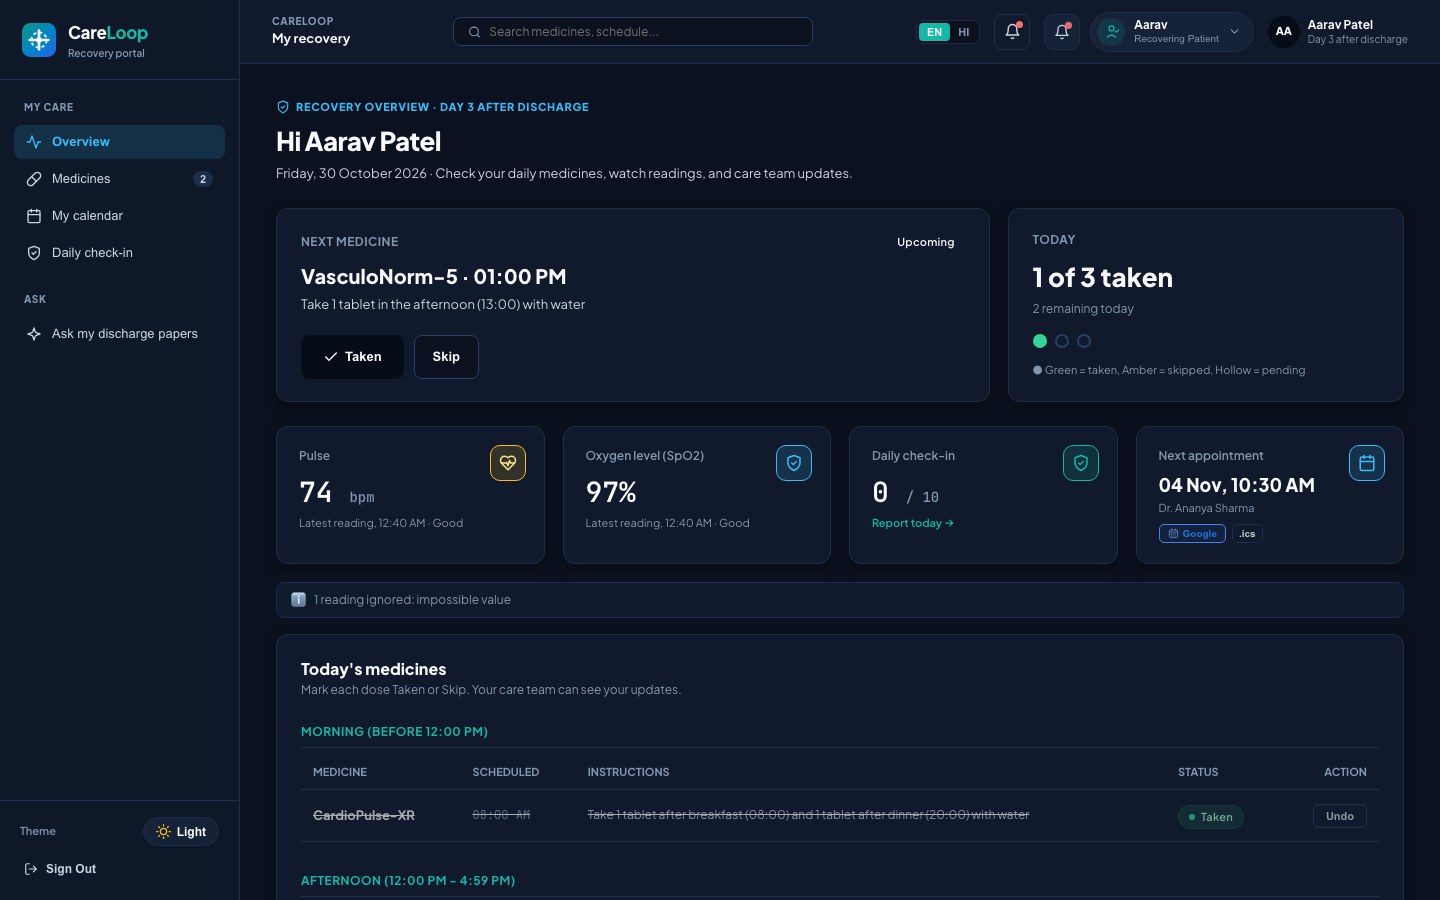 CareLoop
Recovery portal
MY CARE
Overview
Medicines 2
My calendar
Daily check-in
ASK
Ask my discharge papers
Theme Light
Sign Out
CARELOOP
My recovery
Search medicines, schedule...
EN HI
Aarav
Recovering Patient
AA
Aarav Patel
Day 3 after discharge
RECOVERY OVERVIEW · DAY 3 AFTER DISCHARGE
Hi Aarav Patel
Friday, 30 October 2026 · Check your daily medicines, watch readings, and care team updates.
NEXT MEDICINE Upcoming
VasculoNorm-5 · 01:00 PM
Take 1 tablet in the afternoon (13:00) with water
Taken Skip
TODAY
1 of 3 taken
2 remaining today
Green = taken, Amber = skipped, Hollow = pending
Pulse
74 bpm
Latest reading, 12:40 AM · Good
Oxygen level (SpO2)
97%
Latest reading, 12:40 AM · Good
Daily check-in
0 / 10
Report today →
Next appointment
04 Nov, 10:30 AM
Dr. Ananya Sharma
Google .ics
1 reading ignored: impossible value
Today's medicines
Mark each dose Taken or Skip. Your care team can see your updates.
MORNING (BEFORE 12:00 PM)
MEDICINE SCHEDULED INSTRUCTIONS STATUS ACTION
CardioPulse-XR 08:00 AM Take 1 tablet after breakfast (08:00) and 1 tablet after dinner (20:00) with water Taken Undo
AFTERNOON (12:00 PM – 4:59 PM)